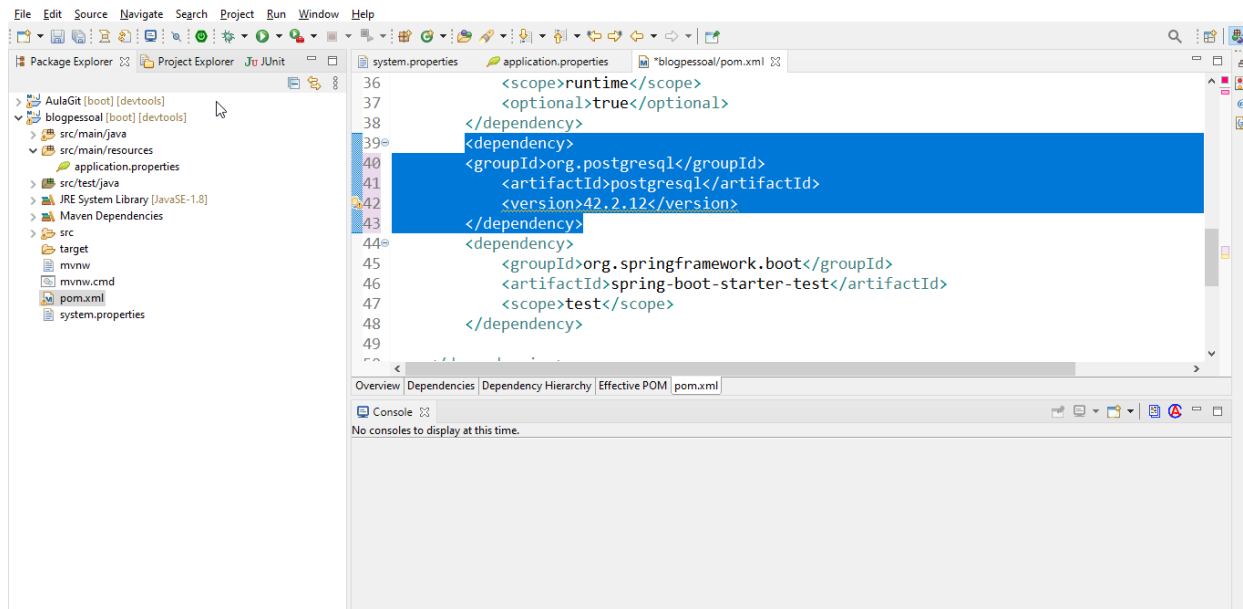 File Edit Source Navigate Search Project Run Window Help
Package Explorer Project Explorer JUnit
AulaGit [boot] [devtools]
blogpessoal [boot] [devtools]
src/main/java
src/main/resources
application.properties
src/test/java
JRE System Library [JavaSE-1.8]
Maven Dependencies
src
target
mvnw
mvnw.cmd
pom.xml
system.properties
system.properties application.properties *blogpessoal/pom.xml
36 <scope>runtime</scope>
37 <optional>true</optional>
38 </dependency>
39 <dependency>
40 <groupId>org.postgresql</groupId>
41 <artifactId>postgresql</artifactId>
42 <version>42.2.12</version>
43 </dependency>
44 <dependency>
45 <groupId>org.springframework.boot</groupId>
46 <artifactId>spring-boot-starter-test</artifactId>
47 <scope>test</scope>
48 </dependency>
49
Overview Dependencies Dependency Hierarchy Effective POM pom.xml
Console
No consoles to display at this time.